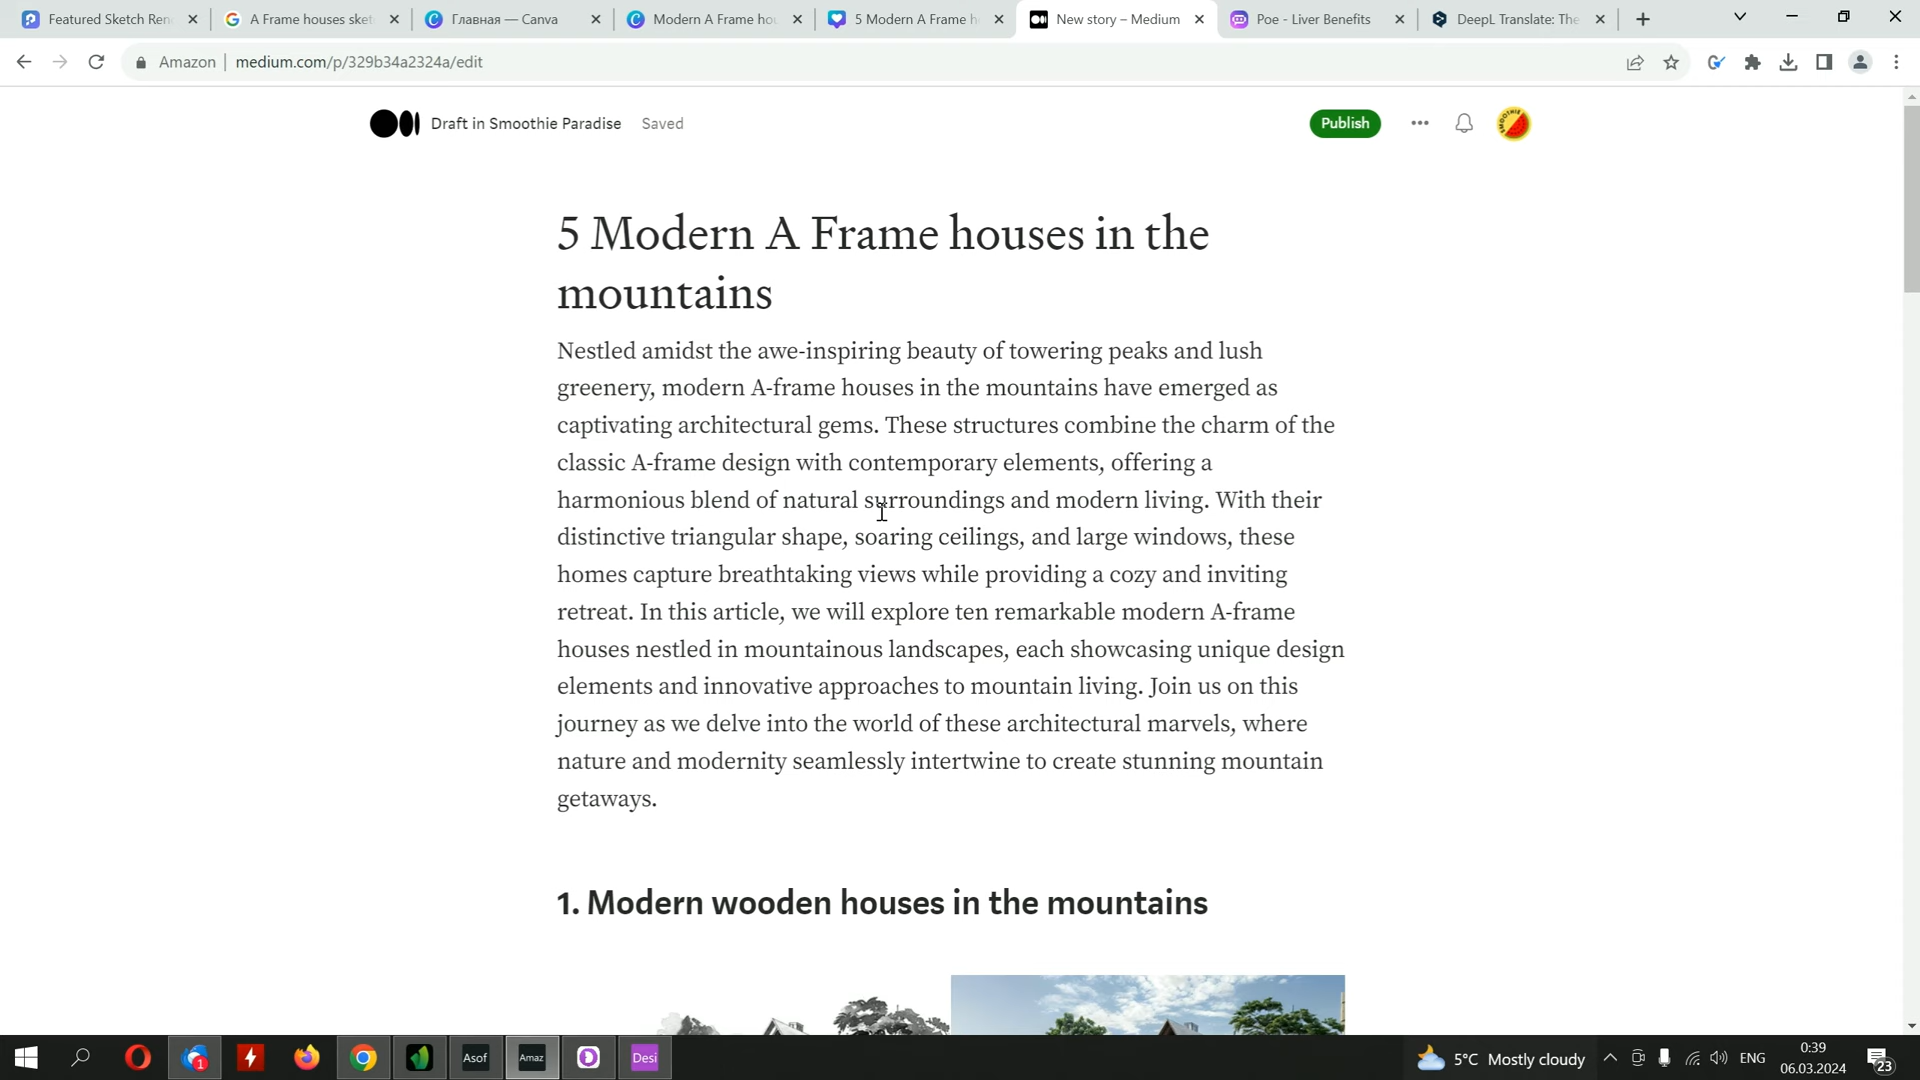 Featured Sketch Ren
A Frame houses sket
Главная — Canva
Modern A Frame hou
5 Modern A Frame h
New story – Medium
Poe - Liver Benefits
DeepL Translate: The
Amazon
medium.com/p/329b34a2324a/edit
Draft in Smoothie Paradise Saved
Publish
5 Modern A Frame houses in the
mountains
Nestled amidst the awe-inspiring beauty of towering peaks and lush
greenery, modern A-frame houses in the mountains have emerged as
captivating architectural gems. These structures combine the charm of the
classic A-frame design with contemporary elements, offering a
harmonious blend of natural surroundings and modern living. With their
distinctive triangular shape, soaring ceilings, and large windows, these
homes capture breathtaking views while providing a cozy and inviting
retreat. In this article, we will explore ten remarkable modern A-frame
houses nestled in mountainous landscapes, each showcasing unique design
elements and innovative approaches to mountain living. Join us on this
journey as we delve into the world of these architectural marvels, where
nature and modernity seamlessly intertwine to create stunning mountain
getaways.
1. Modern wooden houses in the mountains
1
Asof
Amaz
Desi
5°C Mostly cloudy
ENG
0:39
06.03.2024
23